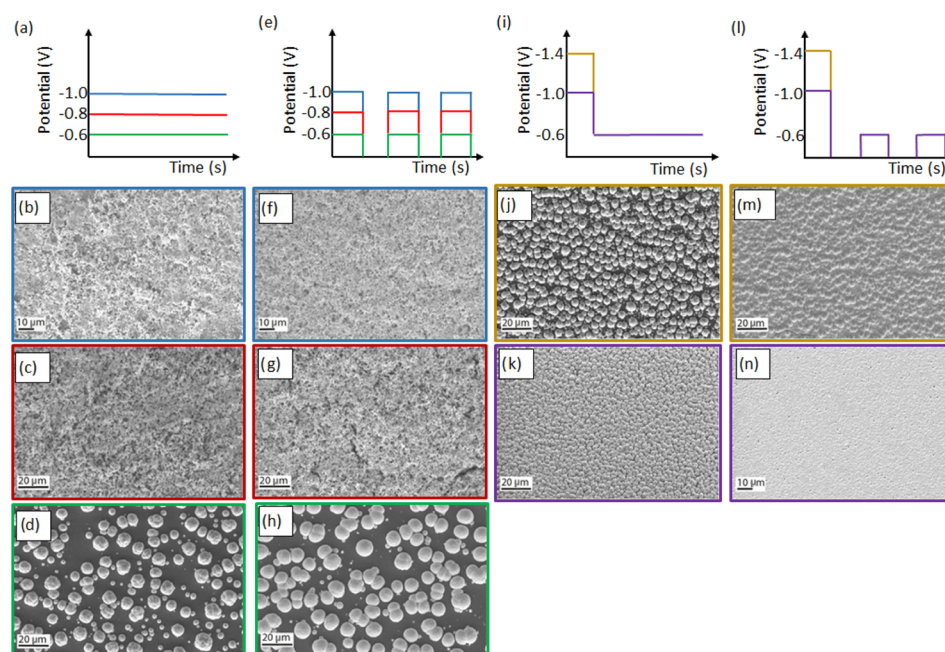 (a)
Potential (V)
-1.0
-0.8
-0.6
Time (s)
(e)
Potential (V)
-1.0
-0.8
-0.6
Time (s)
(i)
Potential (V)
-1.4
-1.0
-0.6
Time (s)
(l)
Potential (V)
-1.4
-1.0
-0.6
Time (s)
(b)
10 µm
(f)
10 µm
(j)
20 µm
(m)
20 µm
(c)
20 µm
(g)
20 µm
(k)
20 µm
(n)
10 µm
(d)
20 µm
(h)
20 µm